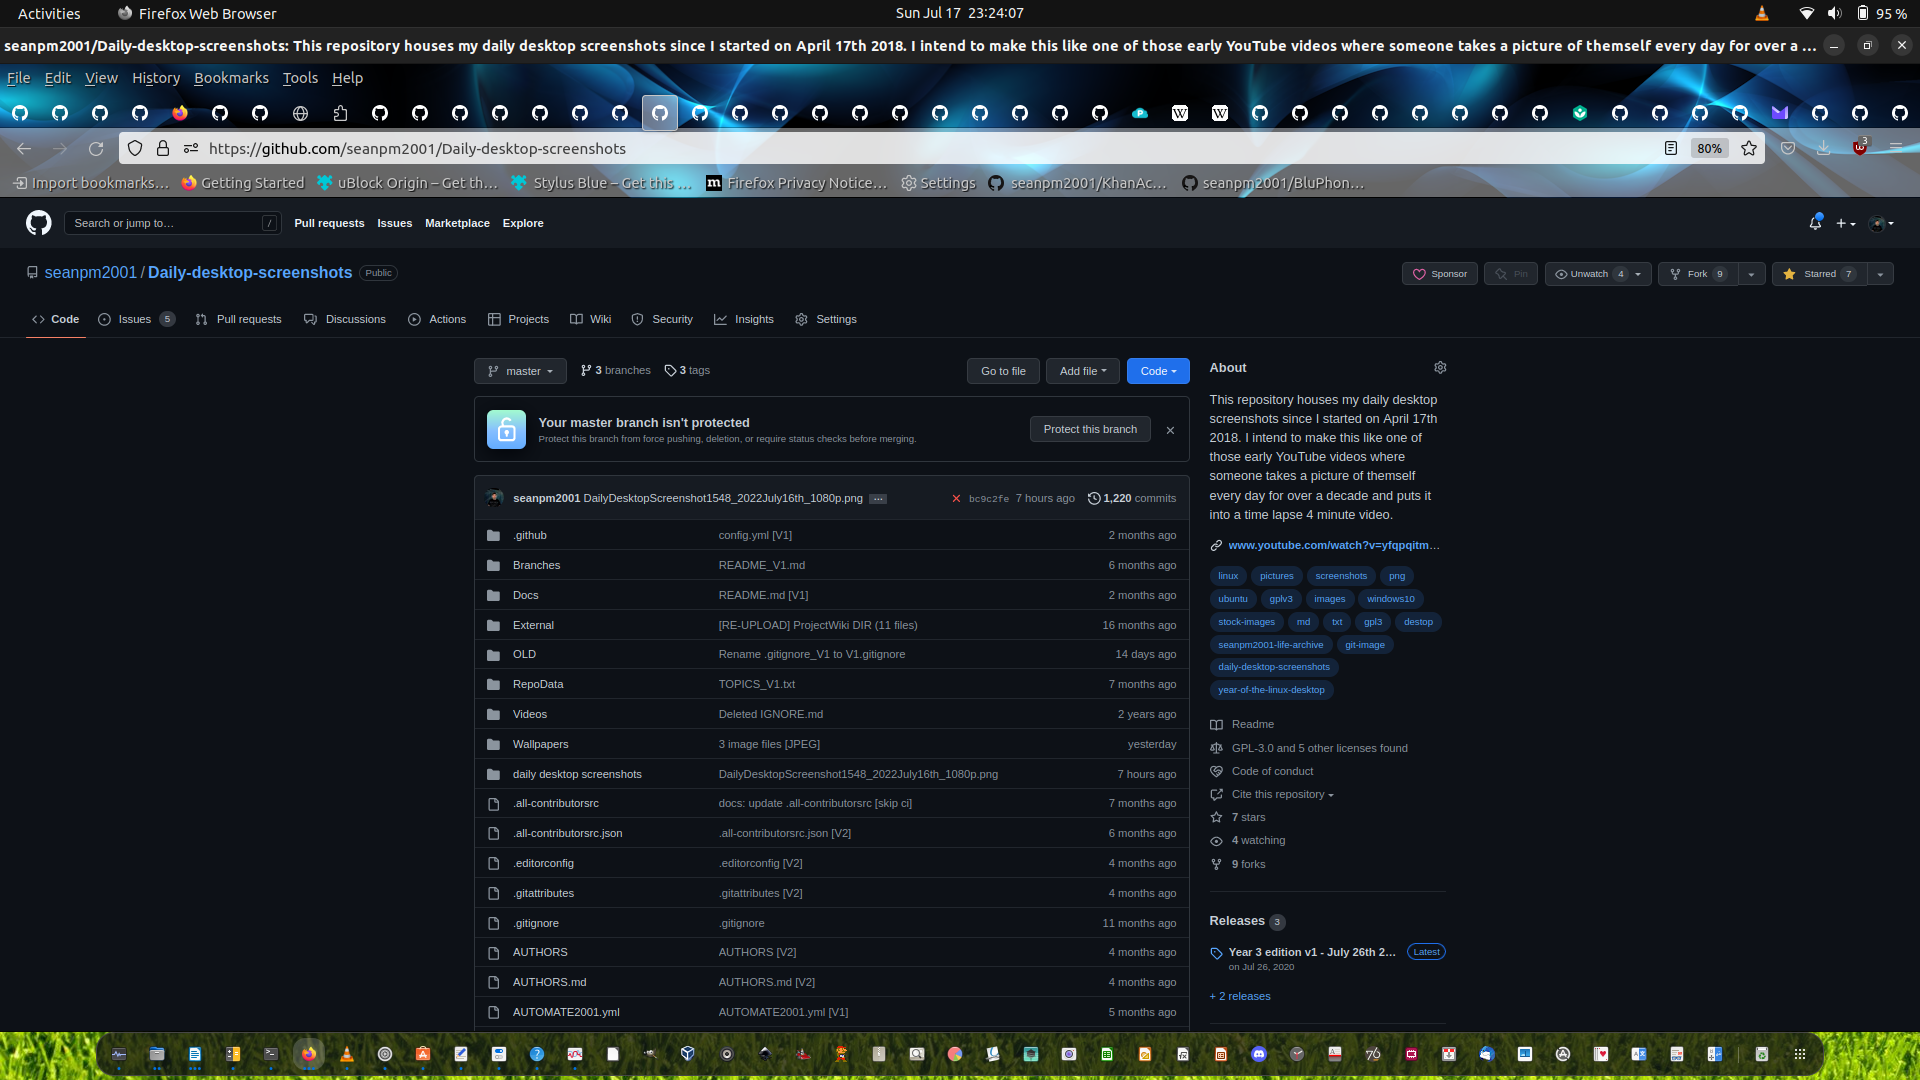 Activities Firefox Web Browser Sun Jul 17 23:24:07 95 %
seanpm2001/Daily-desktop-screenshots: This repository houses my daily desktop screenshots since I started on April 17th 2018. I intend to make this like one of those early YouTube videos where someone takes a picture of themself every day for over a ...
File Edit View History Bookmarks Tools Help
https://github.com/seanpm2001/Daily-desktop-screenshots 80% 3
Import bookmarks... Getting Started uBlock Origin – Get th... Stylus Blue – Get this ... Firefox Privacy Notice... Settings seanpm2001/KhanAc... seanpm2001/BluPhon...
Search or jump to... / Pull requests Issues Marketplace Explore
seanpm2001 / Daily-desktop-screenshots Public Sponsor Pin Unwatch 4 Fork 9 Starred 7
Code Issues 5 Pull requests Discussions Actions Projects Wiki Security Insights Settings
master 3 branches 3 tags Go to file Add file Code
Your master branch isn't protected
Protect this branch from force pushing, deletion, or require status checks before merging.
Protect this branch
seanpm2001 DailyDesktopScreenshot1548_2022July16th_1080p.png ... bc9c2fe 7 hours ago 1,220 commits
.github config.yml [V1] 2 months ago
Branches README_V1.md 6 months ago
Docs README.md [V1] 2 months ago
External [RE-UPLOAD] ProjectWiki DIR (11 files) 16 months ago
OLD Rename .gitignore_V1 to V1.gitignore 14 days ago
RepoData TOPICS_V1.txt 7 months ago
Videos Deleted IGNORE.md 2 years ago
Wallpapers 3 image files [JPEG] yesterday
daily desktop screenshots DailyDesktopScreenshot1548_2022July16th_1080p.png 7 hours ago
.all-contributorsrc docs: update .all-contributorsrc [skip ci] 7 months ago
.all-contributorsrc.json .all-contributorsrc.json [V2] 6 months ago
.editorconfig .editorconfig [V2] 4 months ago
.gitattributes .gitattributes [V2] 4 months ago
.gitignore .gitignore 11 months ago
AUTHORS AUTHORS [V2] 4 months ago
AUTHORS.md AUTHORS.md [V2] 4 months ago
AUTOMATE2001.yml AUTOMATE2001.yml [V1] 5 months ago
About
This repository houses my daily desktop
screenshots since I started on April 17th
2018. I intend to make this like one of
those early YouTube videos where
someone takes a picture of themself
every day for over a decade and puts it
into a time lapse 4 minute video.
www.youtube.com/watch?v=yfqpqitm...
linux pictures screenshots png
ubuntu gplv3 images windows10
stock-images md txt gpl3 destop
seanpm2001-life-archive git-image
daily-desktop-screenshots
year-of-the-linux-desktop
Readme
GPL-3.0 and 5 other licenses found
Code of conduct
Cite this repository
7 stars
4 watching
9 forks
Releases 3
Year 3 edition v1 - July 26th 2... Latest
on Jul 26, 2020
+ 2 releases